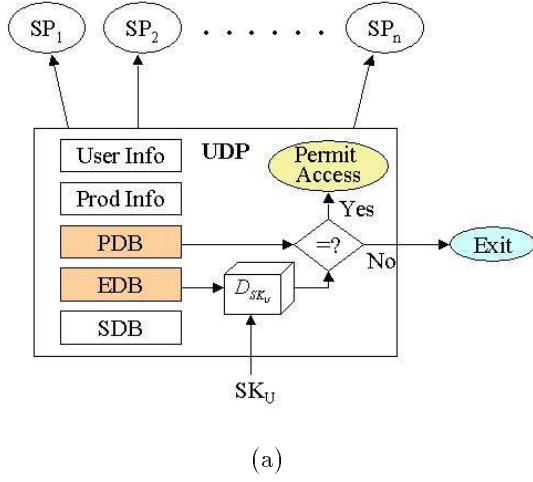 SP1 SP2 . . . . . . SPn
User Info UDP Permit
Access
Prod Info
Yes
PDB =? Exit
No
EDB DSKU
SDB
SKU
(a)